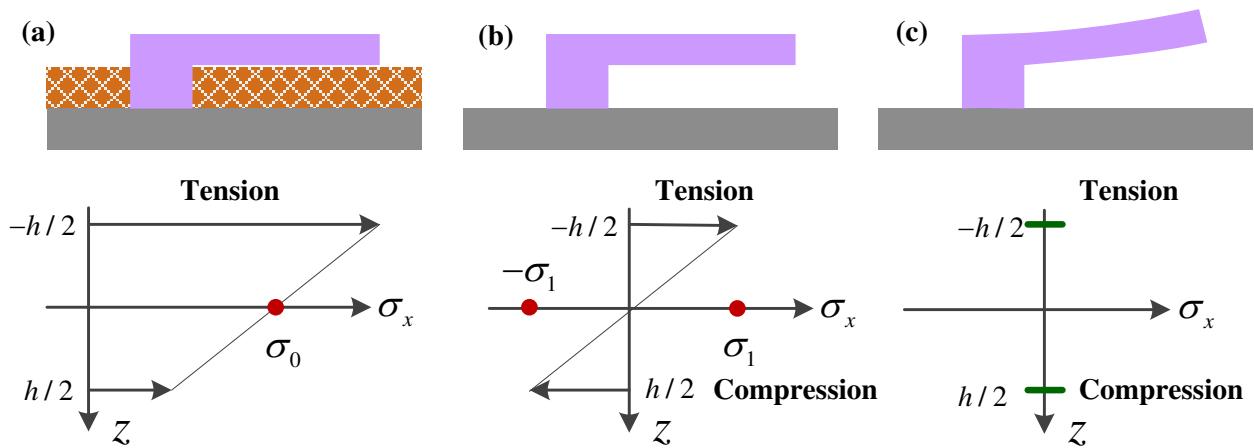 (a)
(b)
(c)
Tension
−h / 2
σ₀
σₓ
h / 2
z
Tension
−h / 2
−σ₁
σ₁
σₓ
h / 2
Compression
z
Tension
−h / 2
σₓ
h / 2
Compression
z